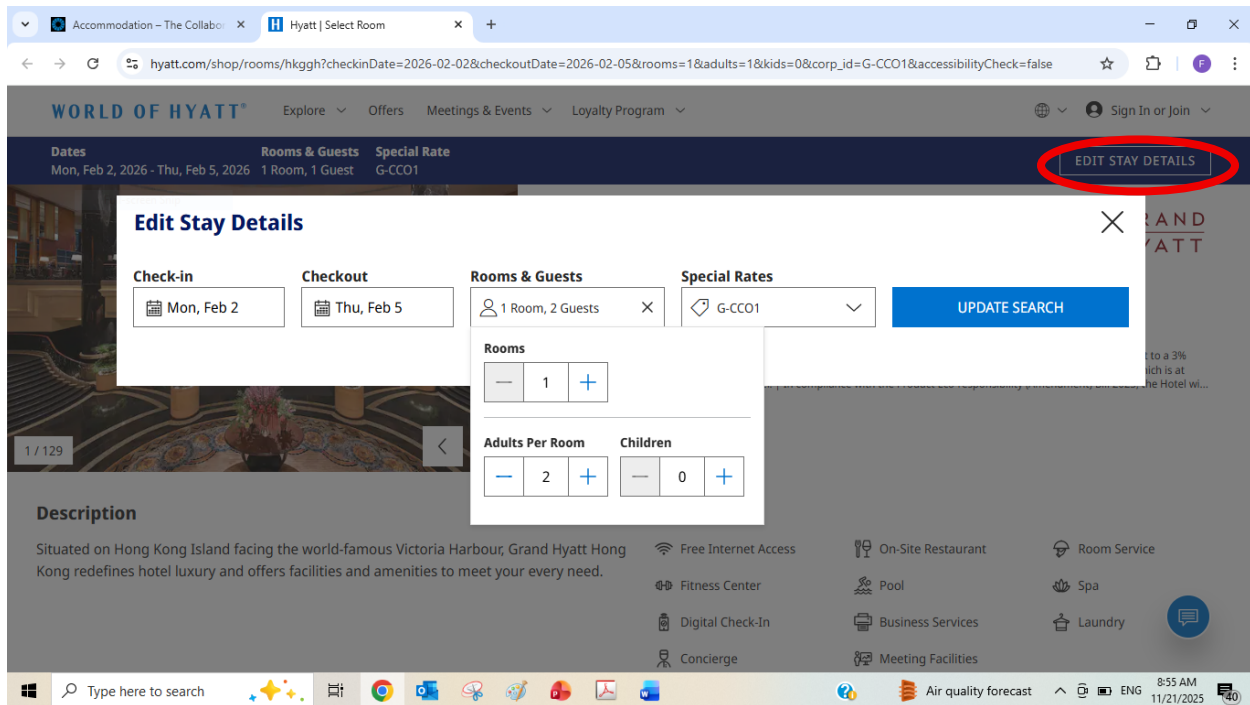 Accommodation – The Collabo
Hyatt | Select Room
hyatt.com/shop/rooms/hkggh?checkinDate=2026-02-02&checkoutDate=2026-02-05&rooms=1&adults=1&kids=0&corp_id=G-CCO1&accessibilityCheck=false
F
WORLD OF HYATT®
Explore
Offers
Meetings & Events
Loyalty Program
Sign In or Join
Dates
Rooms & Guests
Special Rate
Mon, Feb 2, 2026 - Thu, Feb 5, 2026
1 Room, 1 Guest
G-CCO1
EDIT STAY DETAILS
Edit Stay Details
RAND
YATT
Check-in
Checkout
Rooms & Guests
Special Rates
Mon, Feb 2
Thu, Feb 5
1 Room, 2 Guests
G-CCO1
UPDATE SEARCH
Rooms
1
to a 3%
is at
the Hotel wi...
Adults Per Room
Children
2
0
1 / 129
Description
Situated on Hong Kong Island facing the world-famous Victoria Harbour, Grand Hyatt Hong
Kong redefines hotel luxury and offers facilities and amenities to meet your every need.
Free Internet Access
On-Site Restaurant
Room Service
Fitness Center
Pool
Spa
Digital Check-In
Business Services
Laundry
Concierge
Meeting Facilities
Type here to search
Air quality forecast
ENG
8:55 AM
11/21/2025
40